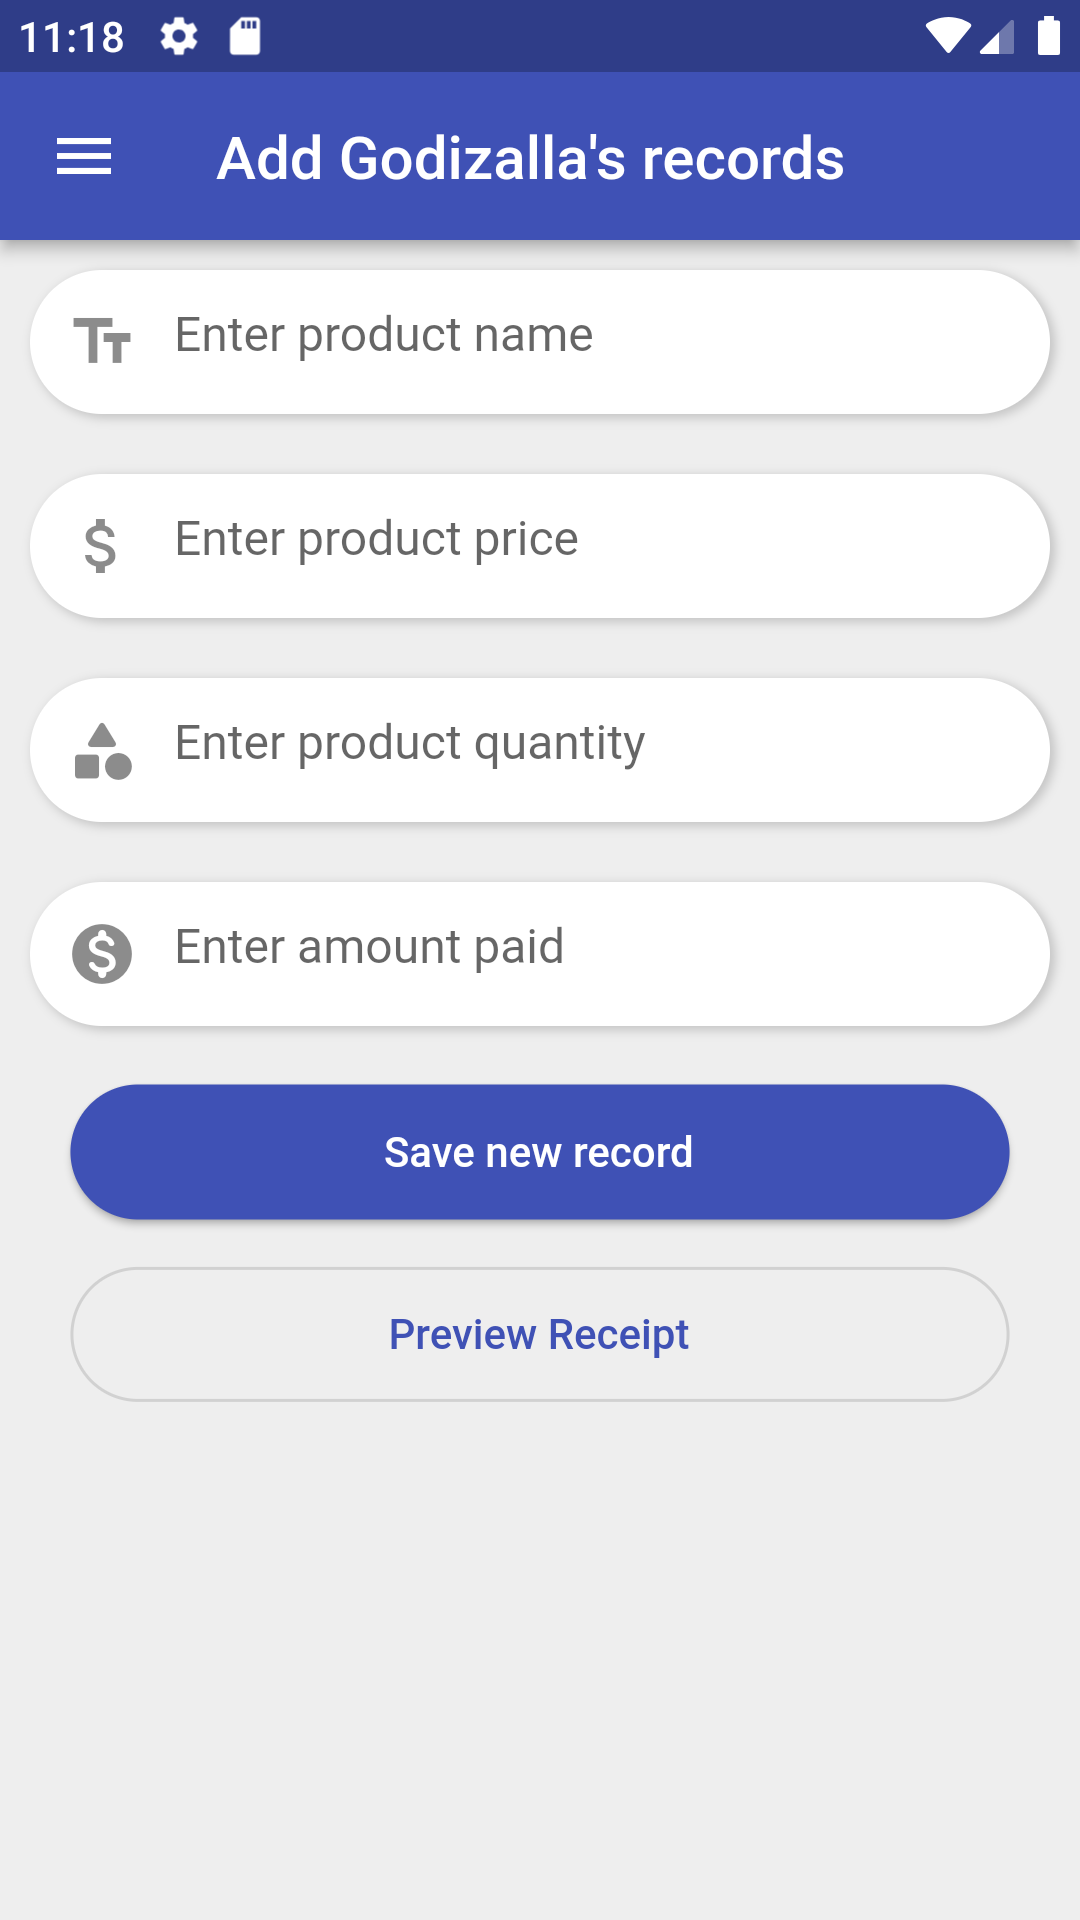 11:18
Add Godizalla's records
Enter product name
Enter product price
Enter product quantity
Enter amount paid
Save new record
Preview Receipt